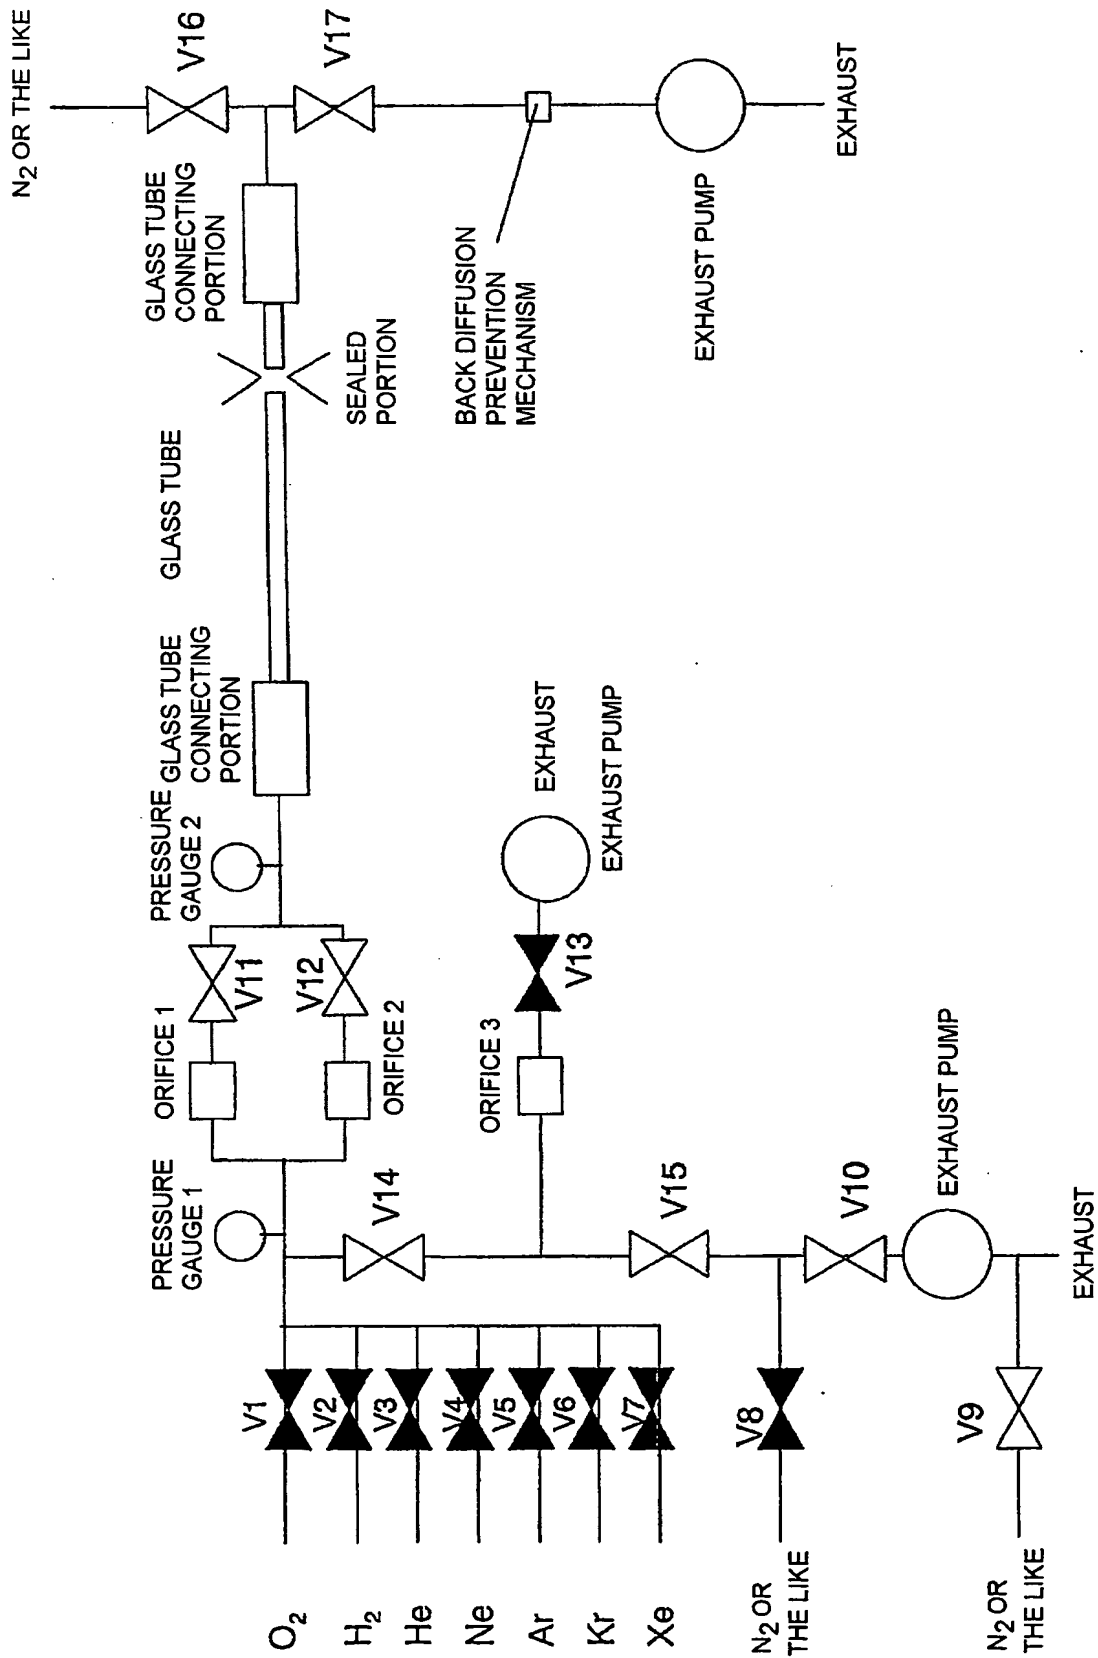 N2 OR THE LIKE
V16
V17
GLASS TUBE
CONNECTING
PORTION
SEALED
PORTION
BACK DIFFUSION
PREVENTION
MECHANISM
EXHAUST PUMP
EXHAUST
GLASS TUBE
GLASS TUBE
CONNECTING
PORTION
PRESSURE
GAUGE 2
V11
V12
ORIFICE 1
ORIFICE 2
EXHAUST
EXHAUST PUMP
V13
ORIFICE 3
PRESSURE
GAUGE 1
V14
V15
V10
EXHAUST PUMP
EXHAUST
V1
V2
V3
V4
V5
V6
V7
V8
V9
O2
H2
He
Ne
Ar
Kr
Xe
N2 OR
THE LIKE
N2 OR
THE LIKE